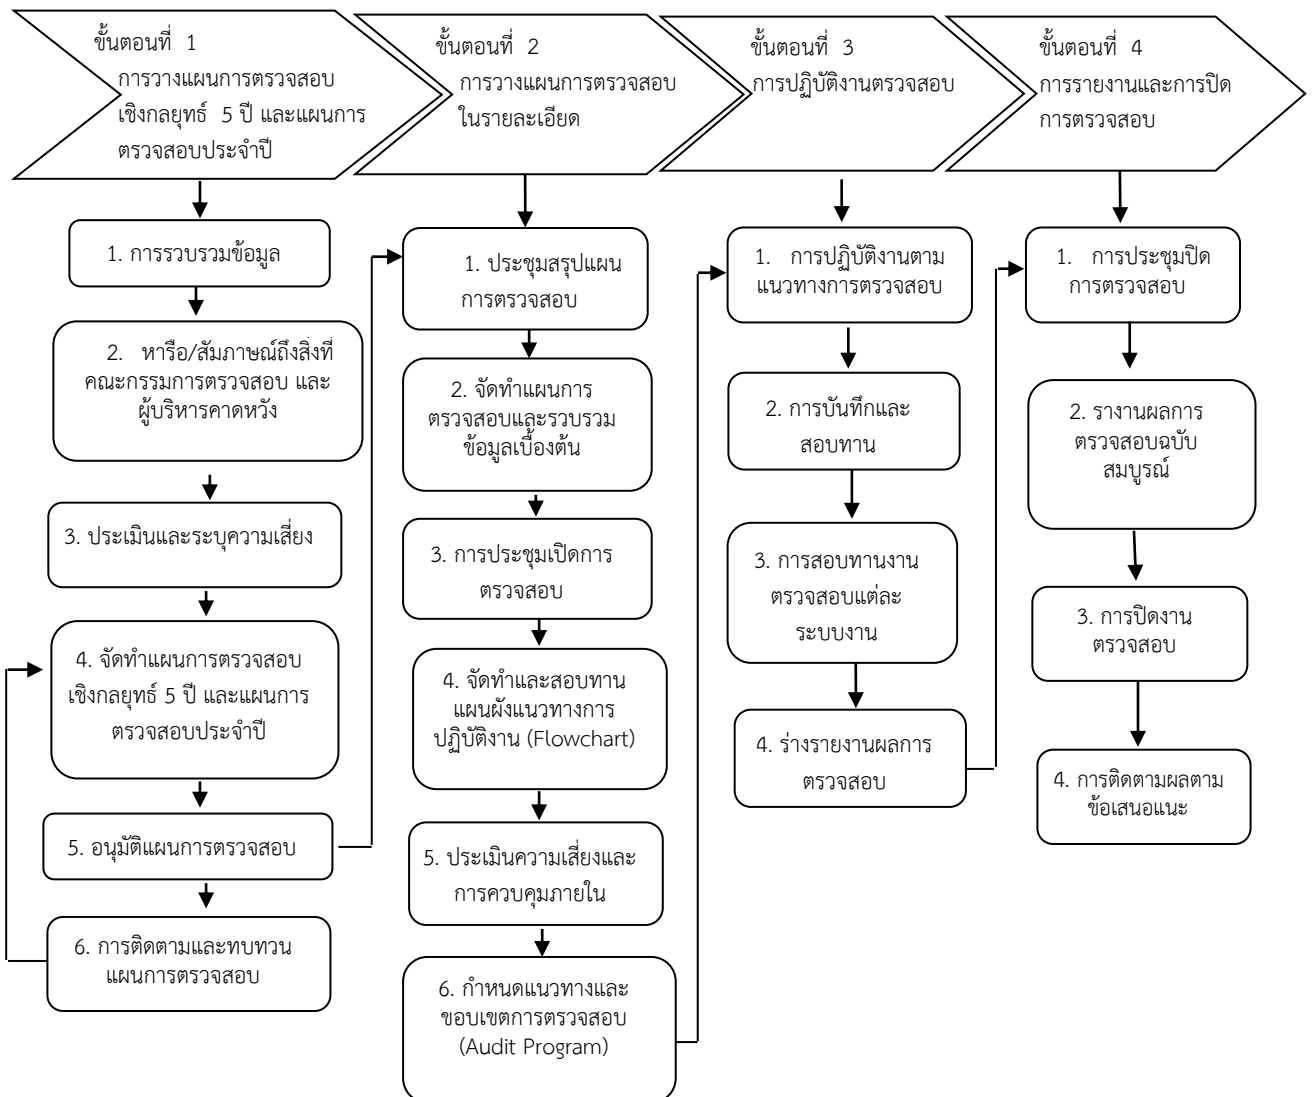 ขั้นตอนที่ 1
การวางแผนการตรวจสอบ
เชิงกลยุทธ์ 5 ปี และแผนการ
ตรวจสอบประจำปี
1. การรวบรวมข้อมูล
2. หารือ/สัมภาษณ์ถึงสิ่งที่
คณะกรรมการตรวจสอบ และ
ผู้บริหารคาดหวัง
3. ประเมินและระบุความเสี่ยง
4. จัดทำแผนการตรวจสอบ
เชิงกลยุทธ์ 5 ปี และแผนการ
ตรวจสอบประจำปี
5. อนุมัติแผนการตรวจสอบ
6. การติดตามและทบทวน
แผนการตรวจสอบ
ขั้นตอนที่ 2
การวางแผนการตรวจสอบ
ในรายละเอียด
1. ประชุมสรุปแผน
การตรวจสอบ
2. จัดทำแผนการ
ตรวจสอบและรวบรวม
ข้อมูลเบื้องต้น
3. การประชุมเปิดการ
ตรวจสอบ
4. จัดทำและสอบทาน
แผนผังแนวทางการ
ปฏิบัติงาน (Flowchart)
5. ประเมินความเสี่ยงและ
การควบคุมภายใน
6. กำหนดแนวทางและ
ขอบเขตการตรวจสอบ
(Audit Program)
ขั้นตอนที่ 3
การปฏิบัติงานตรวจสอบ
1. การปฏิบัติงานตาม
แนวทางการตรวจสอบ
2. การบันทึกและ
สอบทาน
3. การสอบทานงาน
ตรวจสอบแต่ละ
ระบบงาน
4. ร่างรายงานผลการ
ตรวจสอบ
ขั้นตอนที่ 4
การรายงานและการปิด
การตรวจสอบ
1. การประชุมปิด
การตรวจสอบ
2. รางานผลการ
ตรวจสอบฉบับ
สมบูรณ์
3. การปิดงาน
ตรวจสอบ
4. การติดตามผลตาม
ข้อเสนอแนะ